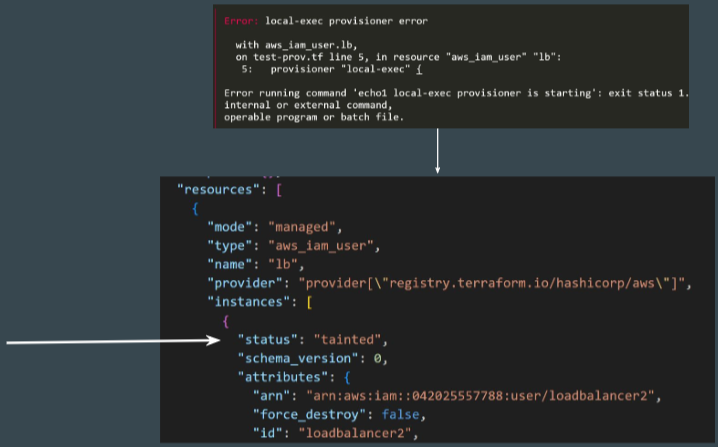 Error: local-exec provisioner error
with aws_iam_user.lb,
on test-prov.tf line 5, in resource "aws_iam_user" "lb":
5: provisioner "local-exec" {
Error running command 'echo1 local-exec provisioner is starting': exit status 1.
internal or external command,
operable program or batch file.
"resources": [
{
"mode": "managed",
"type": "aws_iam_user",
"name": "lb",
"provider": "provider[\"registry.terraform.io/hashicorp/aws\"]",
"instances": [
{
"status": "tainted",
"schema_version": 0,
"attributes": {
"arn": "arn:aws:iam::042025557788:user/loadbalancer2",
"force_destroy": false,
"id": "loadbalancer2",